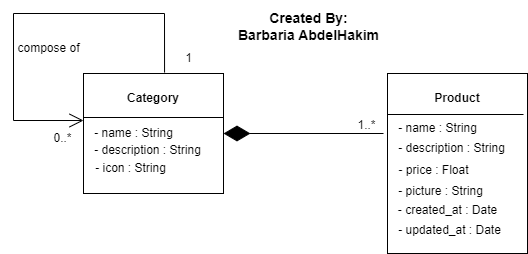 Created By:
Barbaria AbdelHakim
compose of
1
Category
0..*
- name : String
- description : String
- icon : String
1..*
Product
- name : String
- description : String
- price : Float
- picture : String
- created_at : Date
- updated_at : Date